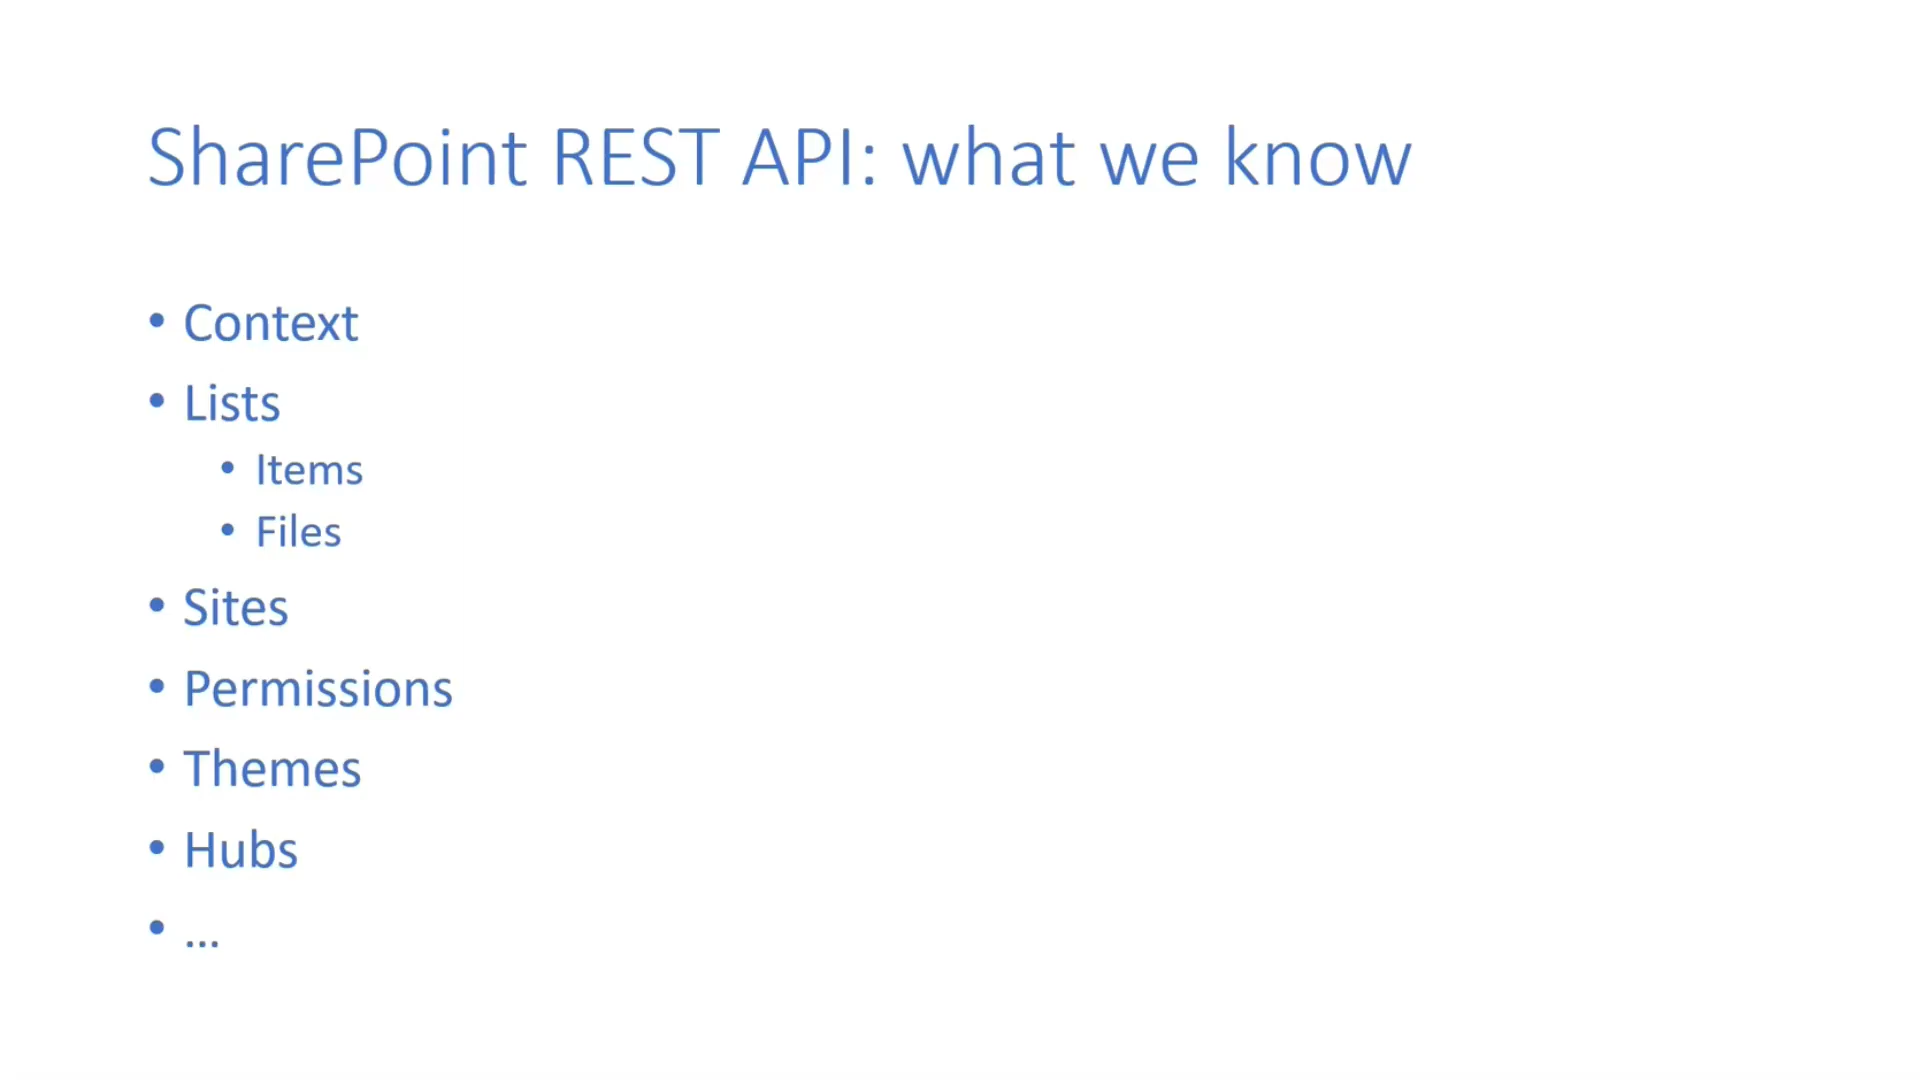 SharePoint REST API: what we know
• Context
• Lists
• Items
• Files
• Sites
• Permissions
• Themes
• Hubs
• ...